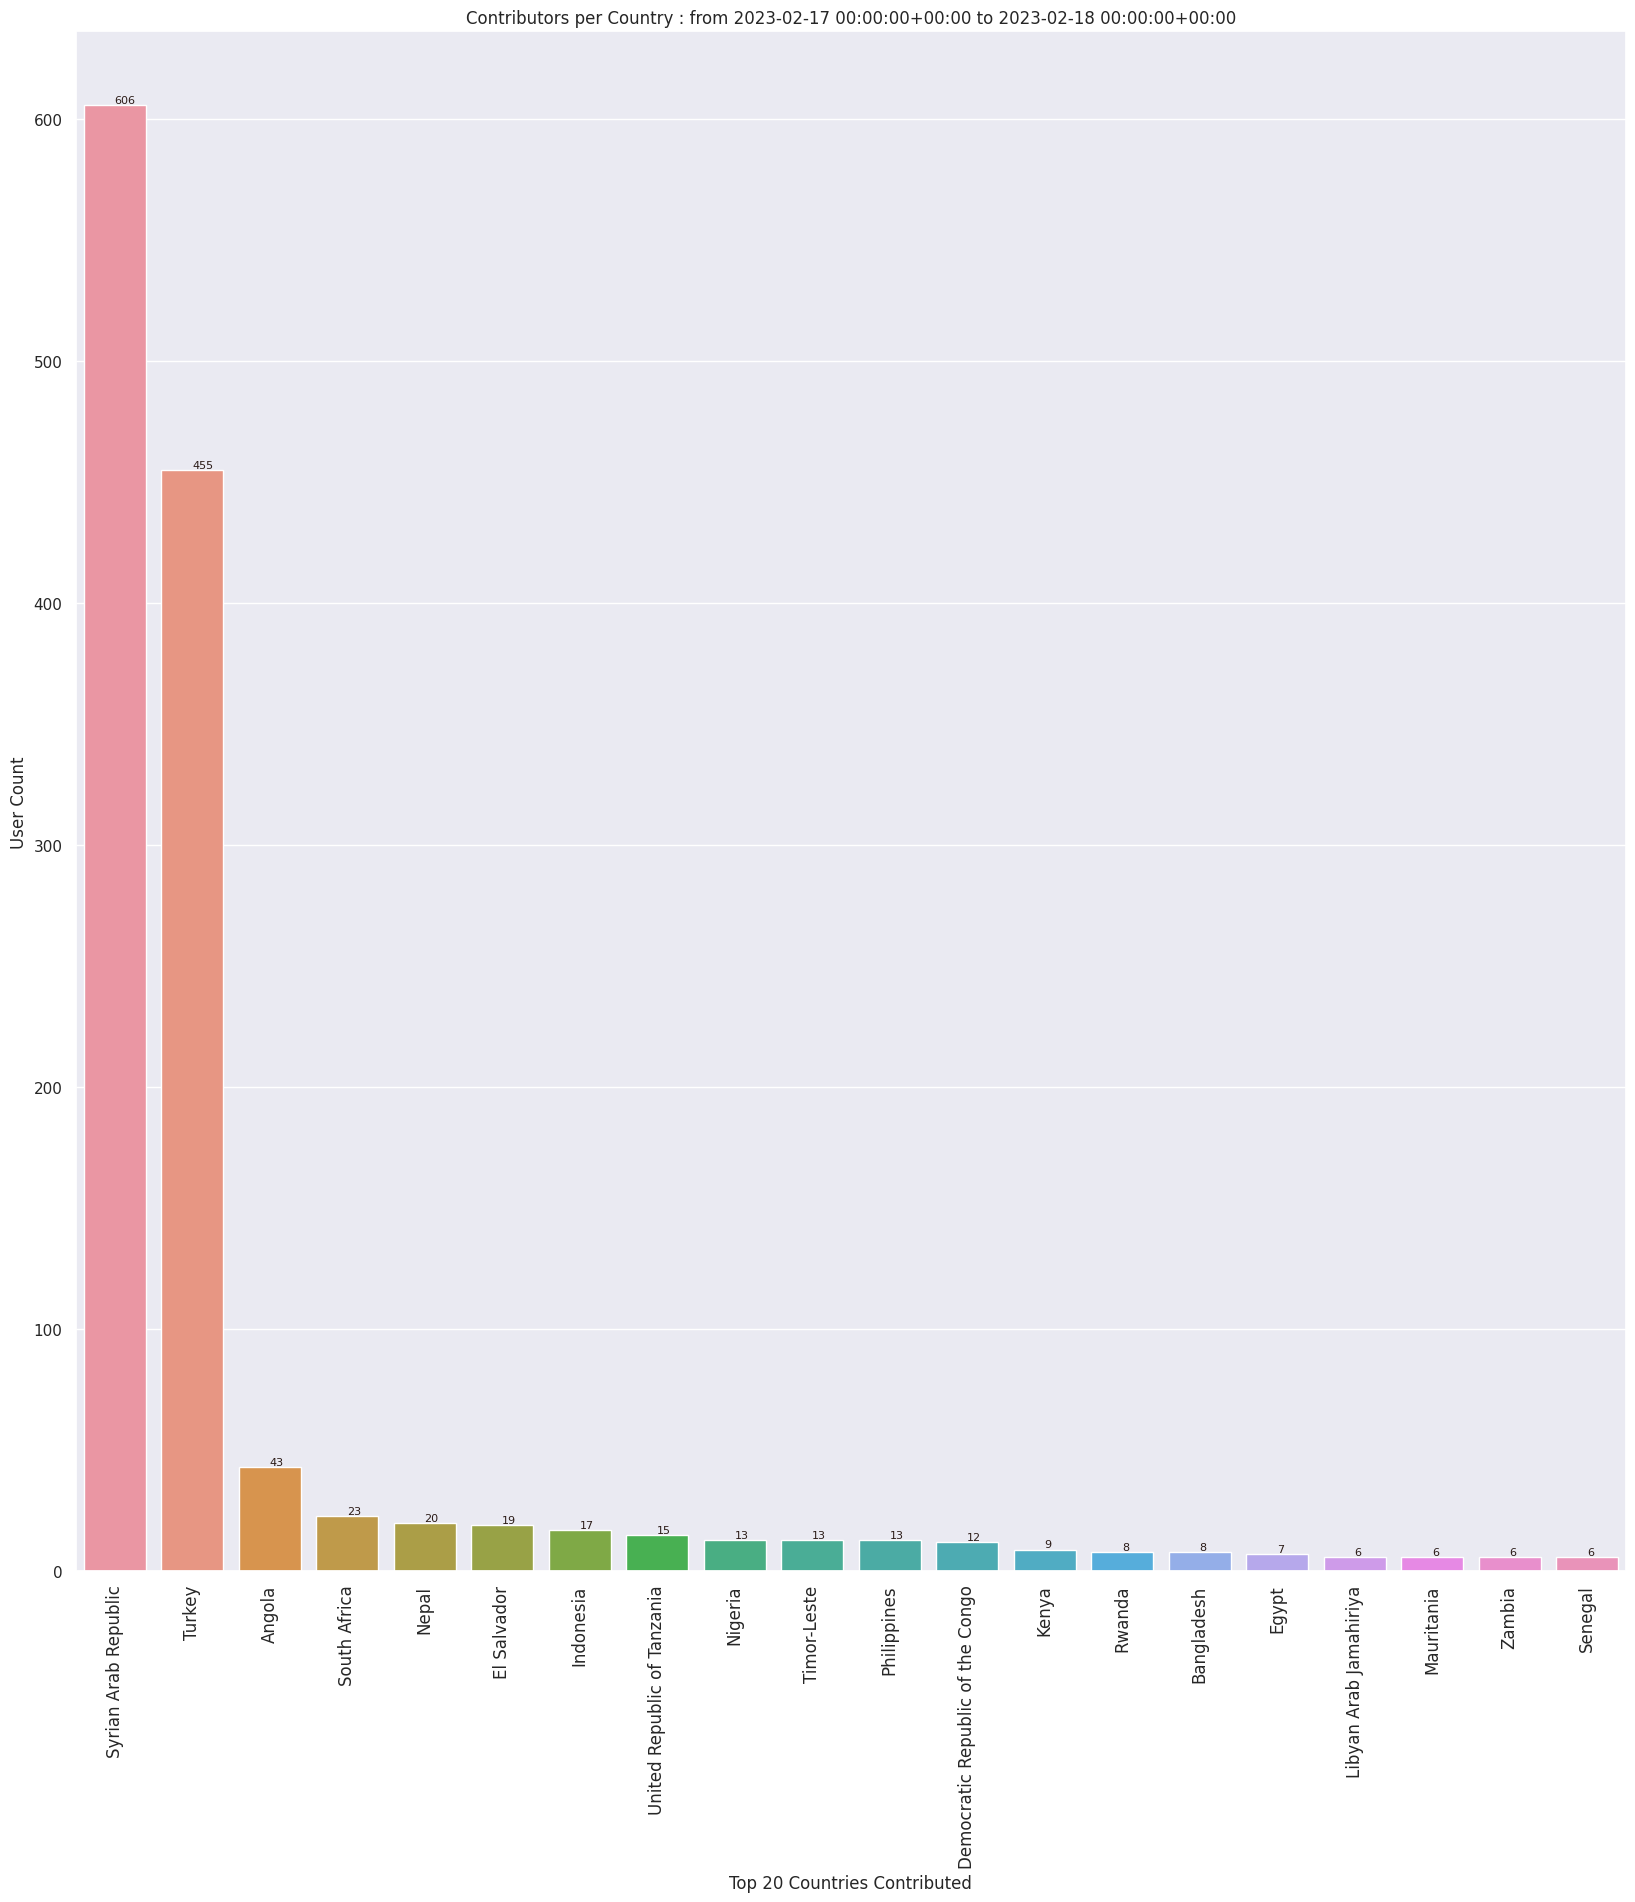 Contributors per Country : from 2023-02-17 00:00:00+00:00 to 2023-02-18 00:00:00+00:00
User Count
600
500
400
300
200
100
0
606
455
43
23
20
19
17
15
13
13
13
12
9
8
8
7
6
6
6
6
Syrian Arab Republic
Turkey
Angola
South Africa
Nepal
El Salvador
Indonesia
United Republic of Tanzania
Nigeria
Timor-Leste
Philippines
Democratic Republic of the Congo
Kenya
Rwanda
Bangladesh
Egypt
Libyan Arab Jamahiriya
Mauritania
Zambia
Senegal
Top 20 Countries Contributed